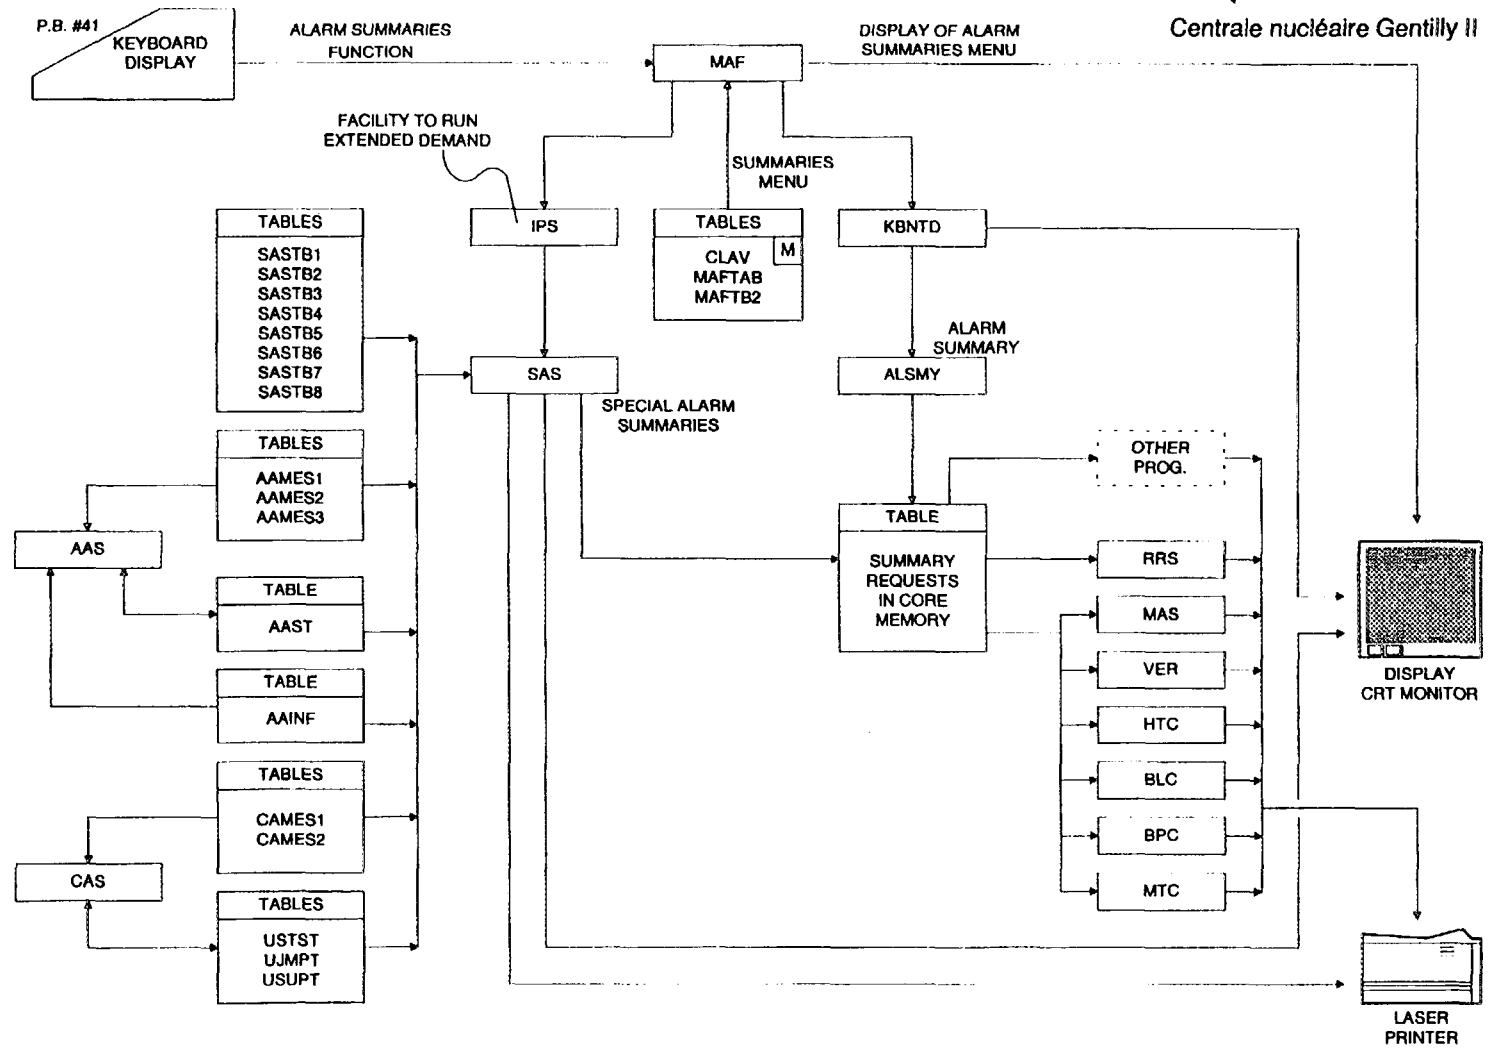 P.B. #41
KEYBOARD
DISPLAY
ALARM SUMMARIES
FUNCTION
MAF
DISPLAY OF ALARM
SUMMARIES MENU
Centrale nucléaire Gentilly II
FACILITY TO RUN
EXTENDED DEMAND
SUMMARIES
MENU
TABLES
SASTB1
SASTB2
SASTB3
SASTB4
SASTB5
SASTB6
SASTB7
SASTB8
IPS
TABLES
M
CLAV
MAFTAB
MAFTB2
KBNTD
SAS
SPECIAL ALARM
SUMMARIES
ALARM
SUMMARY
ALSMY
TABLES
AAMES1
AAMES2
AAMES3
AAS
TABLE
AAST
TABLE
AAINF
TABLES
CAMES1
CAMES2
CAS
TABLES
USTST
UJMPT
USUPT
TABLE
SUMMARY
REQUESTS
IN CORE
MEMORY
OTHER
PROG.
RRS
MAS
VER
HTC
BLC
BPC
MTC
DISPLAY
CRT MONITOR
LASER
PRINTER